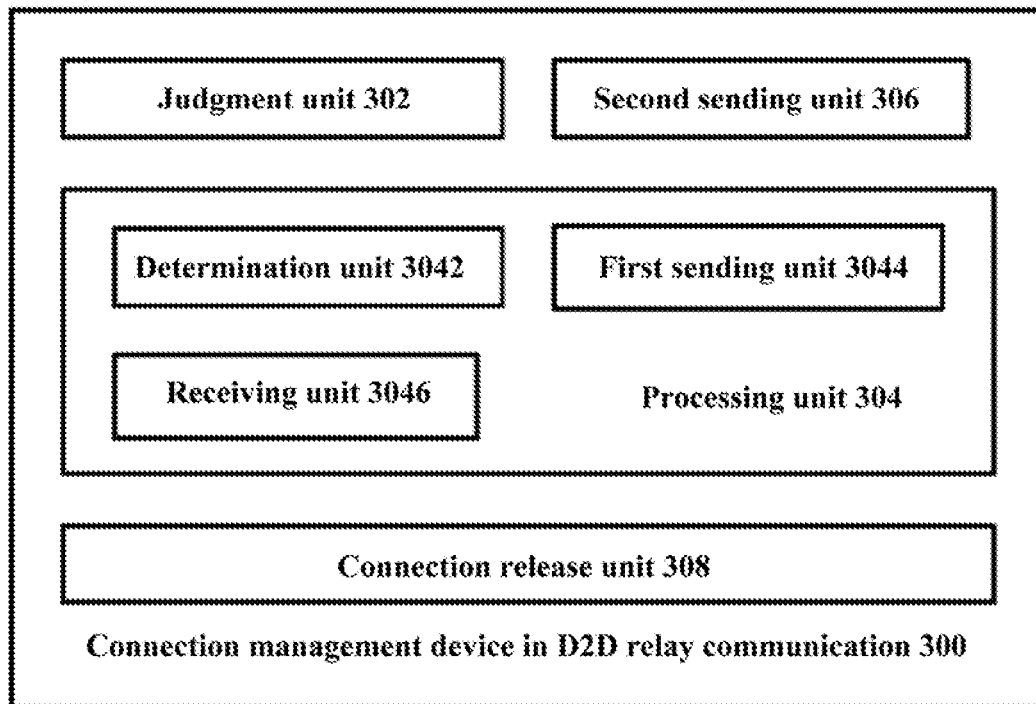 Judgment unit 302
Second sending unit 306
Determination unit 3042
First sending unit 3044
Receiving unit 3046
Processing unit 304
Connection release unit 308
Connection management device in D2D relay communication 300